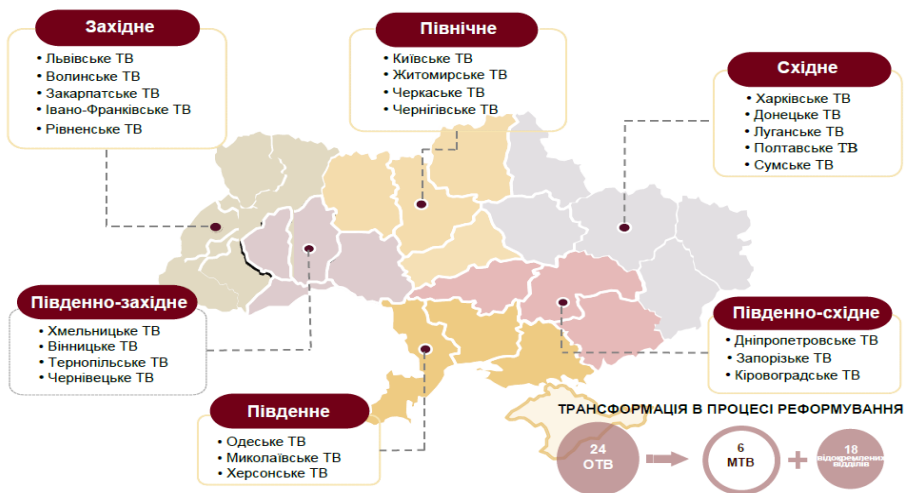 Західне
• Львівське ТВ
• Волинське ТВ
• Закарпатське ТВ
• Івано-Франківське ТВ
• Рівненське ТВ
Північне
• Київське ТВ
• Житомирське ТВ
• Черкаське ТВ
• Чернігівське ТВ
Східне
• Харківське ТВ
• Донецьке ТВ
• Луганське ТВ
• Полтавське ТВ
• Сумське ТВ
Південно-західне
• Хмельницьке ТВ
• Вінницьке ТВ
• Тернопільське ТВ
• Чернівецьке ТВ
Південно-східне
• Дніпропетровське ТВ
• Запорізьке ТВ
• Кіровоградське ТВ
Південне
• Одеське ТВ
• Миколаївське ТВ
• Херсонське ТВ
ТРАНСФОРМАЦІЯ В ПРОЦЕСІ РЕФОРМУВАННЯ
24
ОТВ
6
МТВ
+
18
відокремлених
відділів